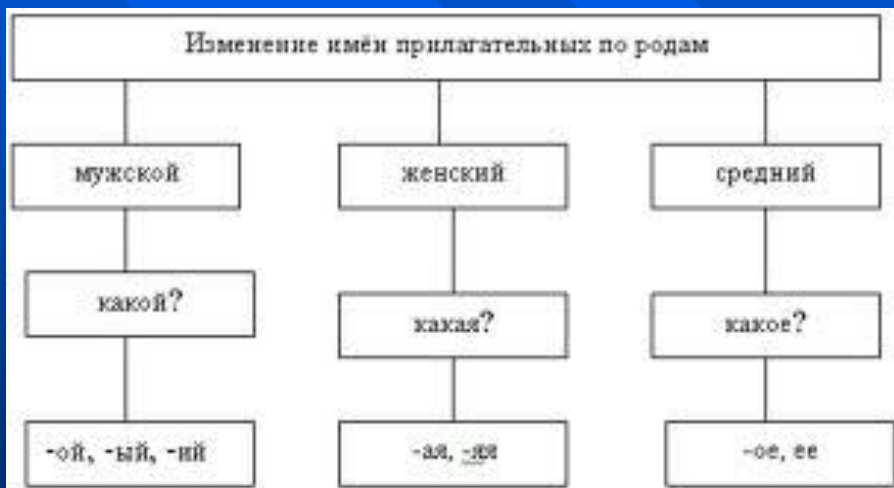 Изменение имён прилагательных по родам
мужской
женский
средний
какой?
какая?
какое?
-ой, -ый, -ий
-ая, -яя
-ое, ее